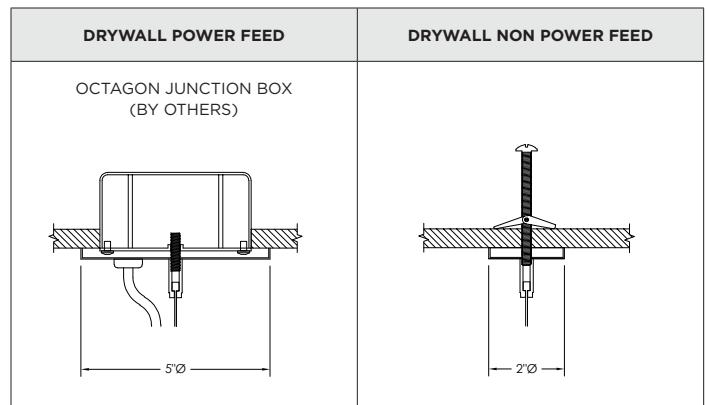 DRYWALL POWER FEED
DRYWALL NON POWER FEED
OCTAGON JUNCTION BOX
(BY OTHERS)
5"Ø
2"Ø